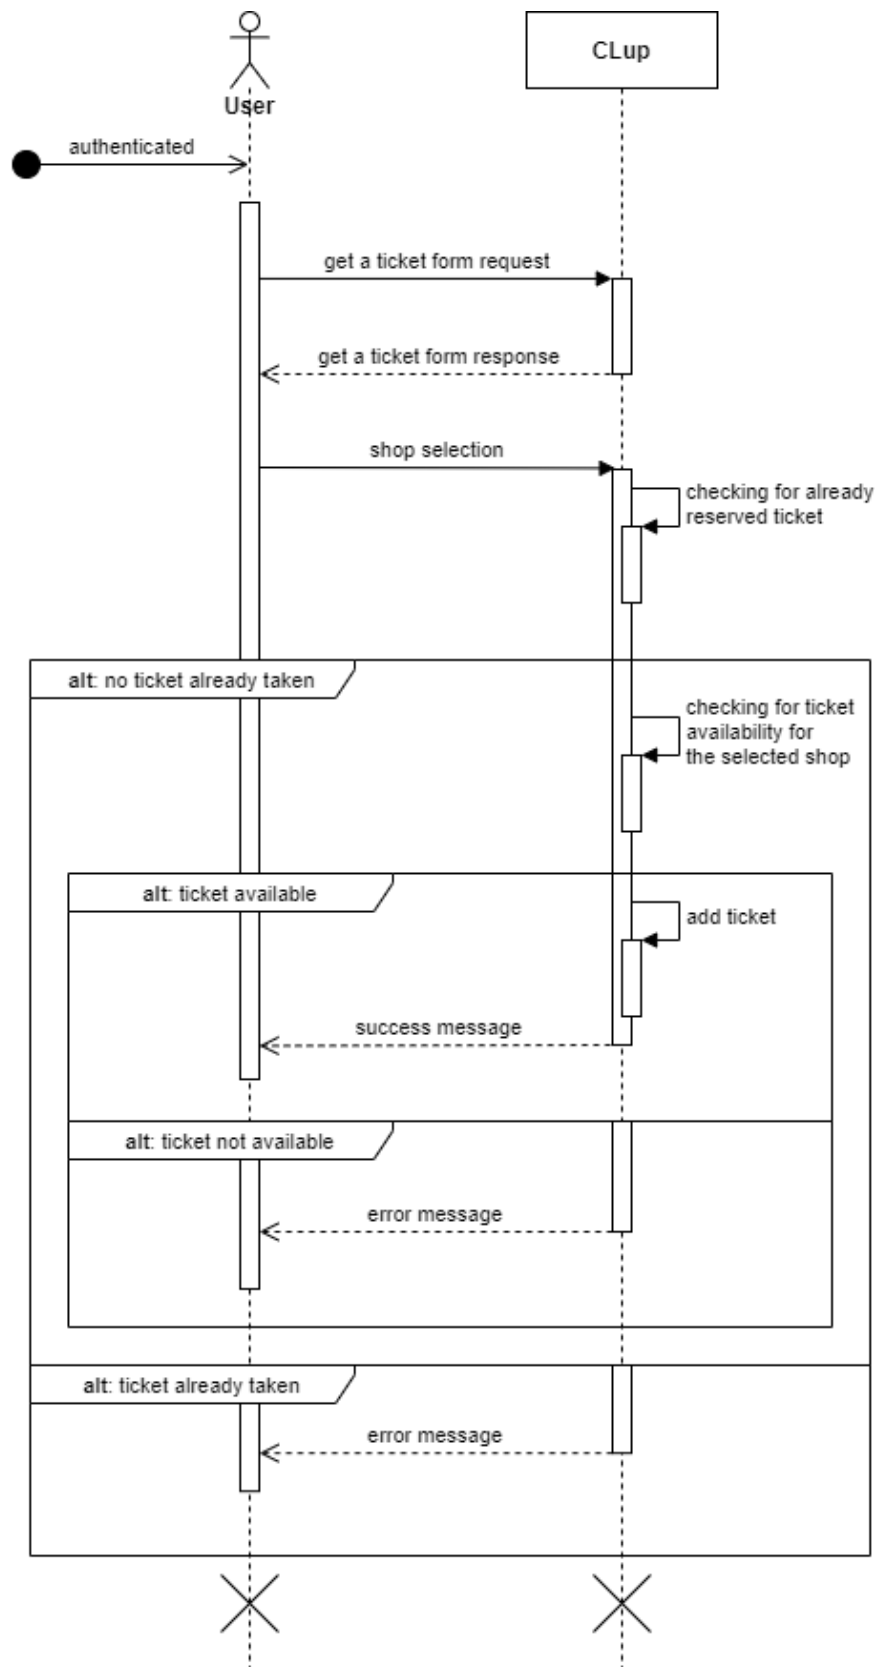 CLup
User
authenticated
get a ticket form request
get a ticket form response
shop selection
checking for already
reserved ticket
alt: no ticket already taken
checking for ticket
availability for
the selected shop
alt: ticket available
add ticket
success message
alt: ticket not available
error message
alt: ticket already taken
error message